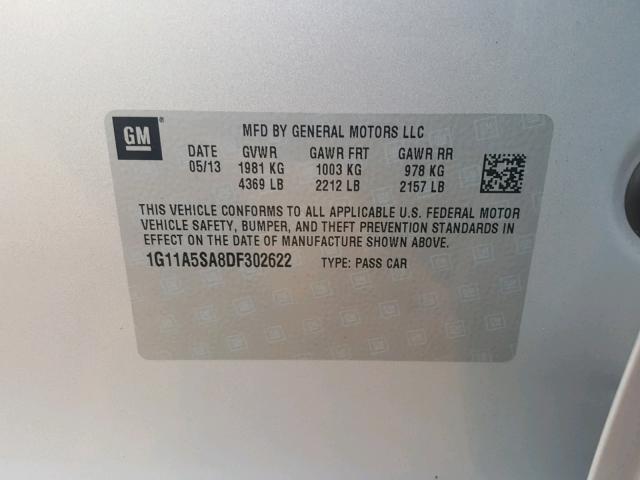 GM ®
MFD BY GENERAL MOTORS LLC
DATE GVWR GAWR FRT GAWR RR
05/13 1981 KG 1003 KG 978 KG
4369 LB 2212 LB 2157 LB
THIS VEHICLE CONFORMS TO ALL APPLICABLE U.S. FEDERAL MOTOR
VEHICLE SAFETY, BUMPER, AND THEFT PREVENTION STANDARDS IN
EFFECT ON THE DATE OF MANUFACTURE SHOWN ABOVE.
1G11A5SA8DF302622 TYPE: PASS CAR